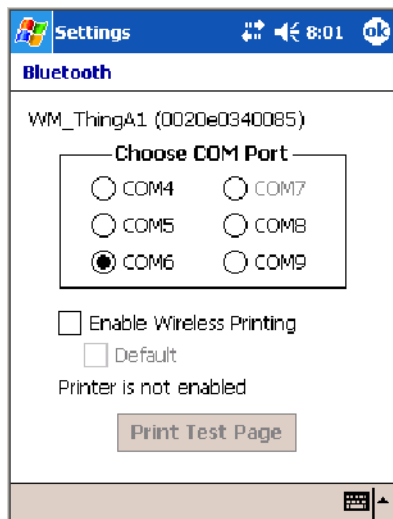 Settings 8:01 ok
Bluetooth
WM_ThingA1 (0020e0340085)
Choose COM Port
COM4 COM7
COM5 COM8
COM6 COM9
Enable Wireless Printing
Default
Printer is not enabled
Print Test Page